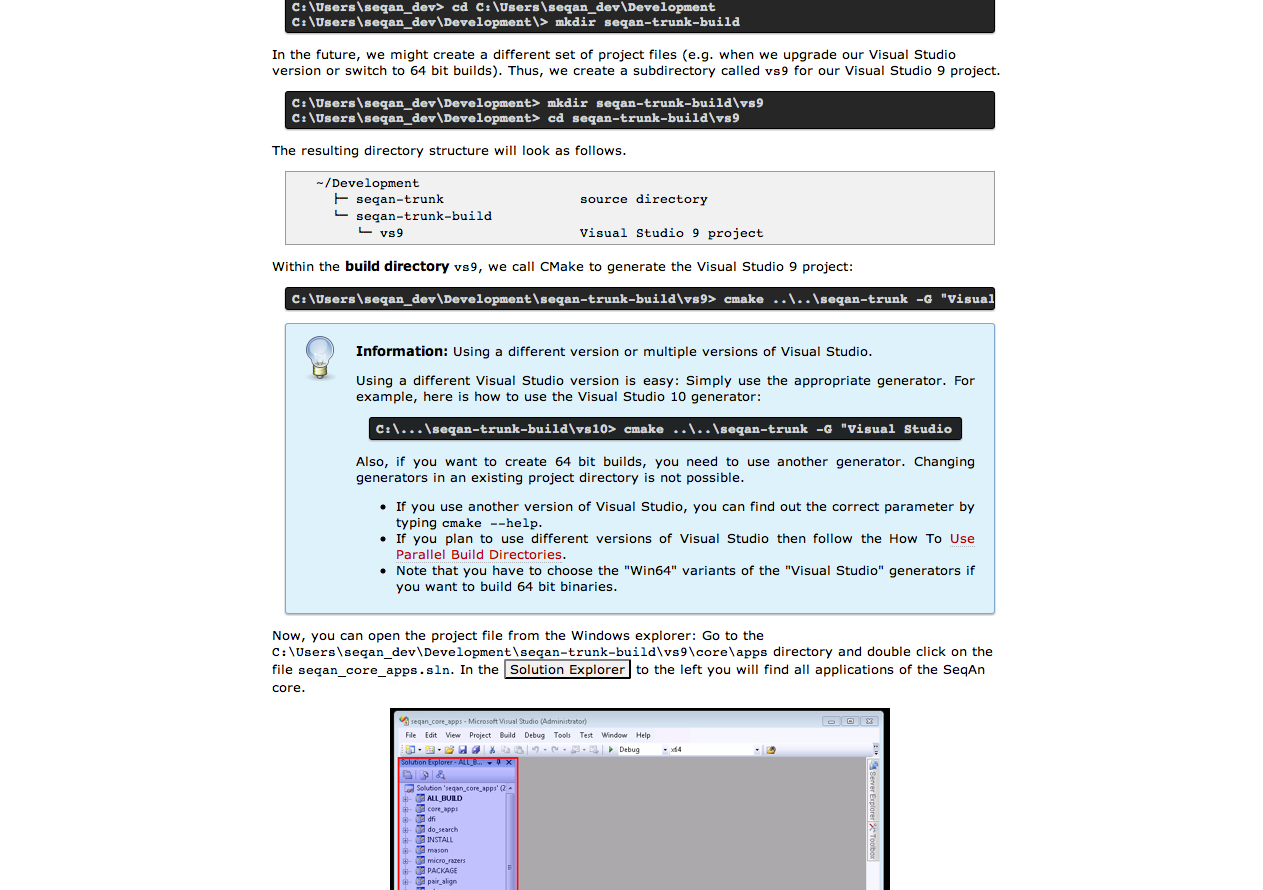 C:\Users\seqan_dev> cd C:\Users\seqan_dev\Development
C:\Users\seqan_dev\Development\> mkdir seqan-trunk-build
In the future, we might create a different set of project files (e.g. when we upgrade our Visual Studio
version or switch to 64 bit builds). Thus, we create a subdirectory called vs9 for our Visual Studio 9 project.
C:\Users\seqan_dev\Development> mkdir seqan-trunk-build\vs9
C:\Users\seqan_dev\Development> cd seqan-trunk-build\vs9
The resulting directory structure will look as follows.
~/Development
├─ seqan-trunk source directory
└─ seqan-trunk-build
└─ vs9 Visual Studio 9 project
Within the build directory vs9, we call CMake to generate the Visual Studio 9 project:
C:\Users\seqan_dev\Development\seqan-trunk-build\vs9> cmake ..\..\seqan-trunk -G "Visual
Information: Using a different version or multiple versions of Visual Studio.
Using a different Visual Studio version is easy: Simply use the appropriate generator. For
example, here is how to use the Visual Studio 10 generator:
C:\...\seqan-trunk-build\vs10> cmake ..\..\seqan-trunk -G "Visual Studio
Also, if you want to create 64 bit builds, you need to use another generator. Changing
generators in an existing project directory is not possible.
• If you use another version of Visual Studio, you can find out the correct parameter by
typing cmake --help.
• If you plan to use different versions of Visual Studio then follow the How To Use
Parallel Build Directories.
• Note that you have to choose the "Win64" variants of the "Visual Studio" generators if
you want to build 64 bit binaries.
Now, you can open the project file from the Windows explorer: Go to the
C:\Users\seqan_dev\Development\seqan-trunk-build\vs9\core\apps directory and double click on the
file seqan_core_apps.sln. In the Solution Explorer to the left you will find all applications of the SeqAn
core.
seqan_core_apps - Microsoft Visual Studio (Administrator)
File Edit View Project Build Debug Tools Test Window Help
Debug x64
Solution Explorer - ALL_B...
Solution 'seqan_core_apps' (2
ALL_BUILD
core_apps
dfi
do_search
INSTALL
mason
micro_razers
PACKAGE
pair_align
Server Explorer
Toolbox